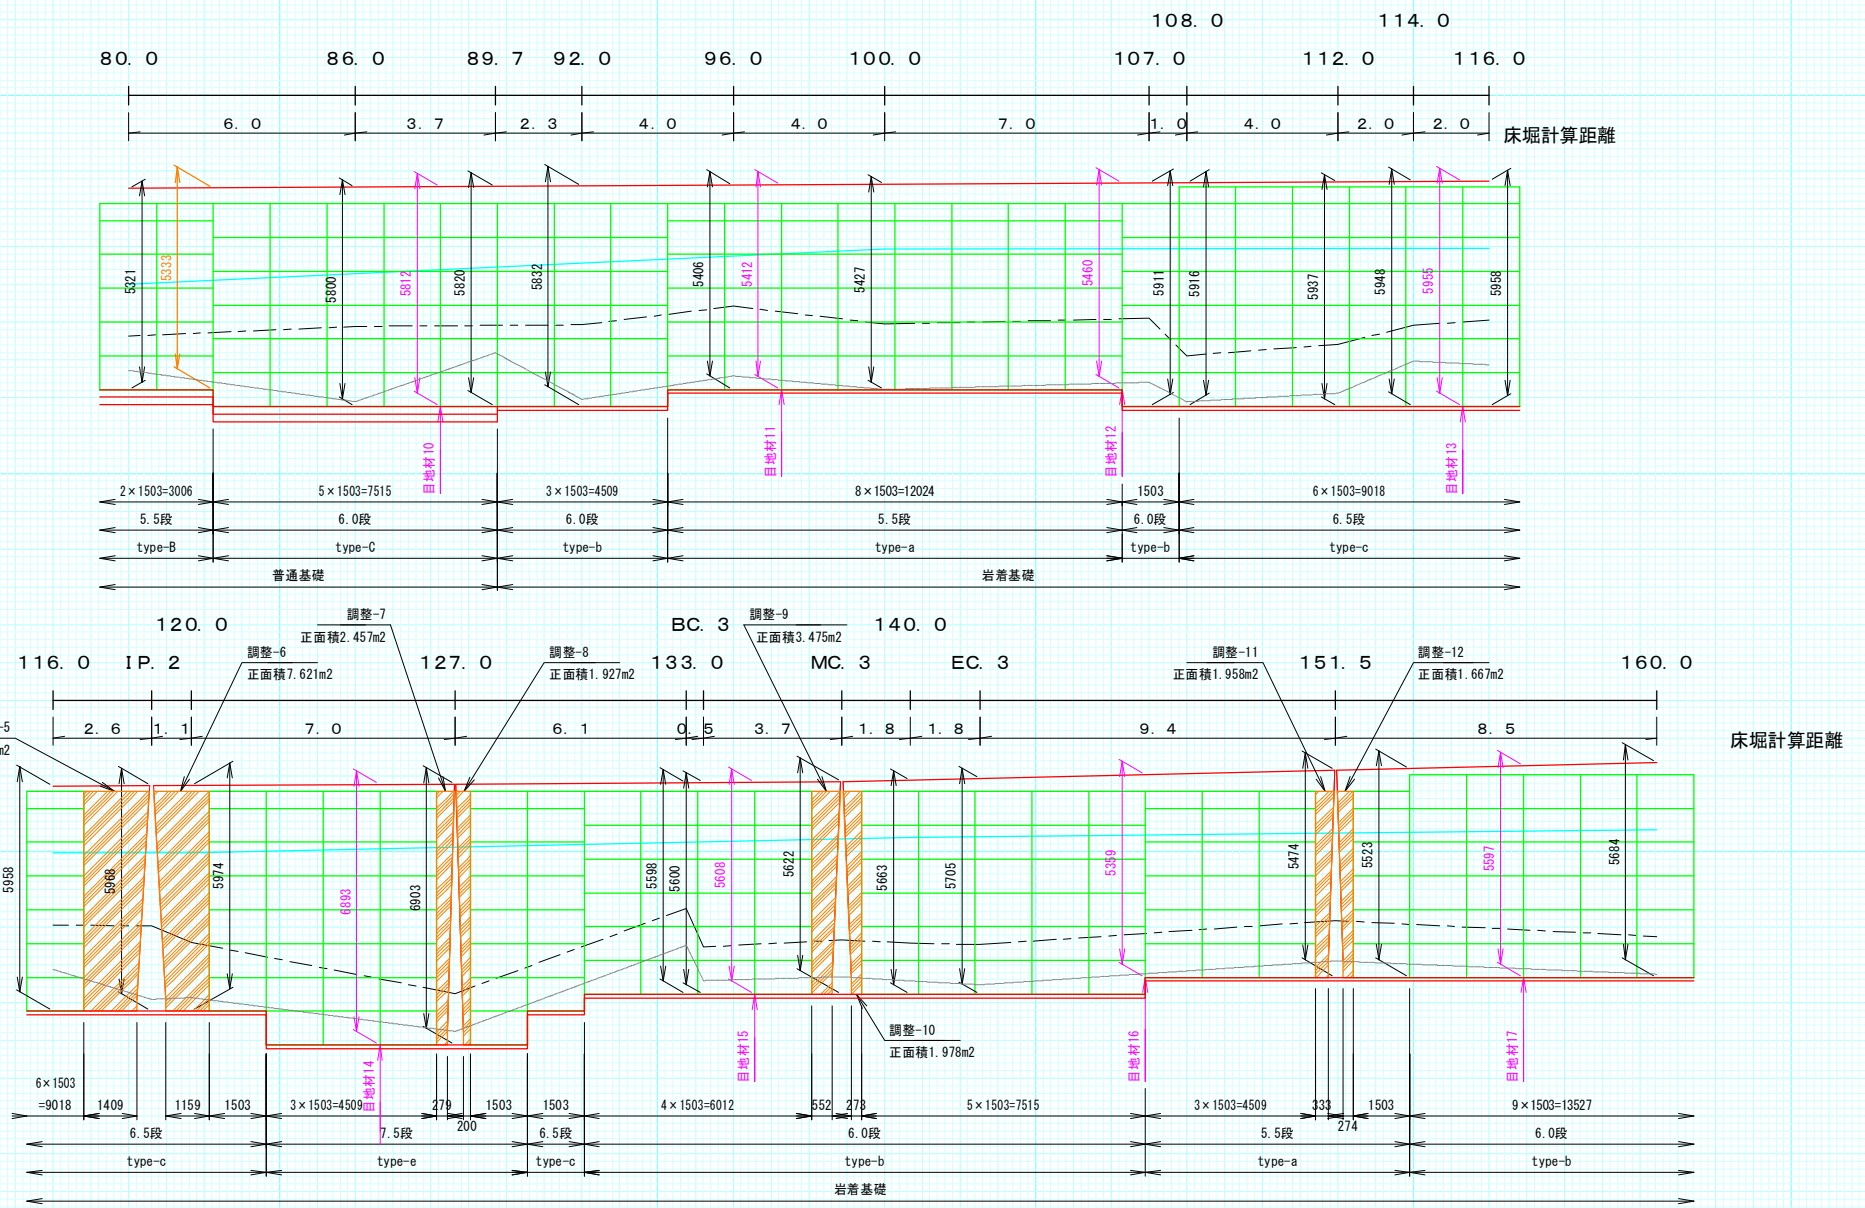 108.0 114.0
80.0 86.0 89.7 92.0 96.0 100.0 107.0 112.0 116.0
6.0 3.7 2.3 4.0 4.0 7.0 1.0 4.0 2.0 2.0 床堀計算距離
5321 5333 5800 5812 5820 5832 5406 5412 5427 5460 5911 5916 5937 5948 5955 5958
目地材10 目地材11 目地材12 目地材13
2×1503=3006 5×1503=7515 3×1503=4509 8×1503=12024 1503 6×1503=9018
5.5段 6.0段 6.0段 5.5段 6.0段 6.5段
type-B type-C type-b type-a type-b type-c
普通基礎 岩着基礎
調整-7
正面積2.457m2
調整-9
正面積3.475m2
120.0 BC.3 140.0
調整-6
正面積7.621m2
調整-8
正面積1.927m2
調整-11
正面積1.958m2
調整-12
正面積1.667m2
116.0 IP.2 127.0 133.0 MC.3 EC.3 151.5 160.0
-5
m2
2.6 1.1 7.0 6.1 0.5 3.7 1.8 1.8 9.4 8.5 床堀計算距離
5958 5968 5974 6893 6903 5598 5600 5608 5622 5663 5705 5359 5474 5523 5597 5684
調整-10
正面積1.978m2
目地材14 目地材15 目地材16 目地材17
6×1503
=9018 1409 1159 1503 3×1503=4509 279 1503 1503 4×1503=6012 552 273 5×1503=7515 3×1503=4509 333 1503 9×1503=13527
200 274
6.5段 7.5段 6.5段 6.0段 5.5段 6.0段
type-c type-e type-c type-b type-a type-b
岩着基礎